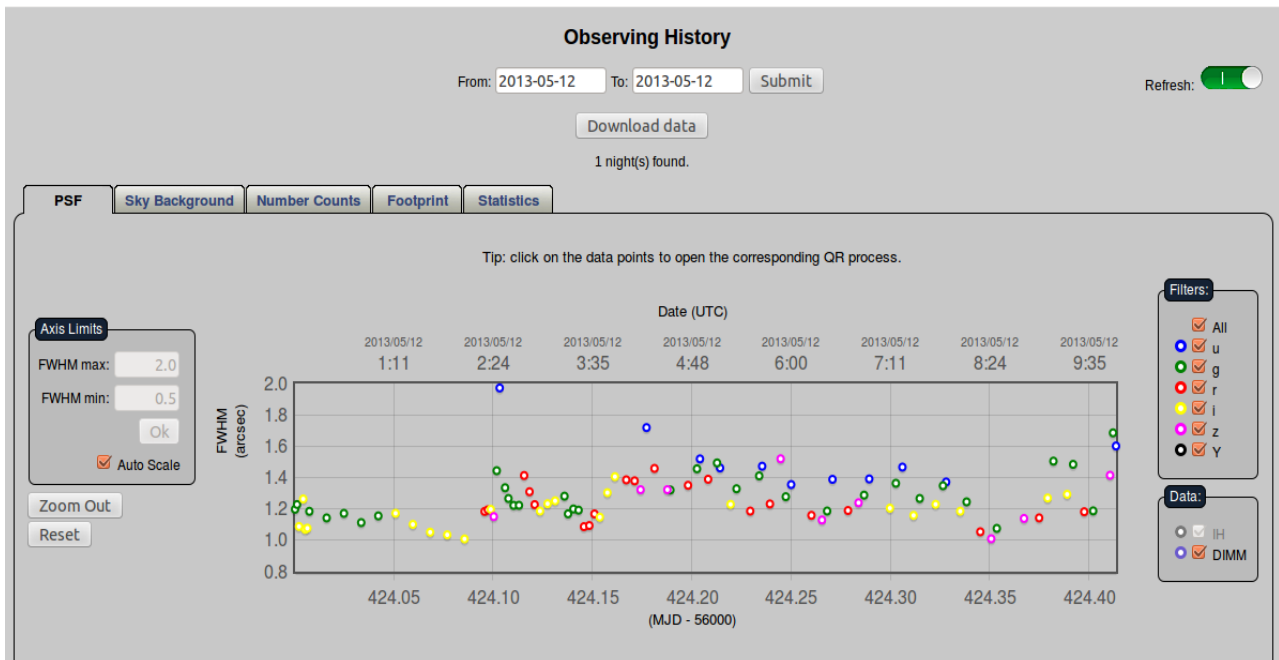 Observing History
From: 2013-05-12 To: 2013-05-12 Submit
Refresh:
Download data
1 night(s) found.
PSF Sky Background Number Counts Footprint Statistics
Tip: click on the data points to open the corresponding QR process.
Axis Limits
FWHM max: 2.0
FWHM min: 0.5
Ok
Auto Scale
Zoom Out
Reset
Date (UTC)
2013/05/12 2013/05/12 2013/05/12 2013/05/12 2013/05/12 2013/05/12 2013/05/12 2013/05/12
1:11 2:24 3:35 4:48 6:00 7:11 8:24 9:35
FWHM
(arcsec)
2.0
1.8
1.6
1.4
1.2
1.0
0.8
424.05 424.10 424.15 424.20 424.25 424.30 424.35 424.40
(MJD - 56000)
Filters:
All
u
g
r
i
z
Y
Data:
IH
DIMM